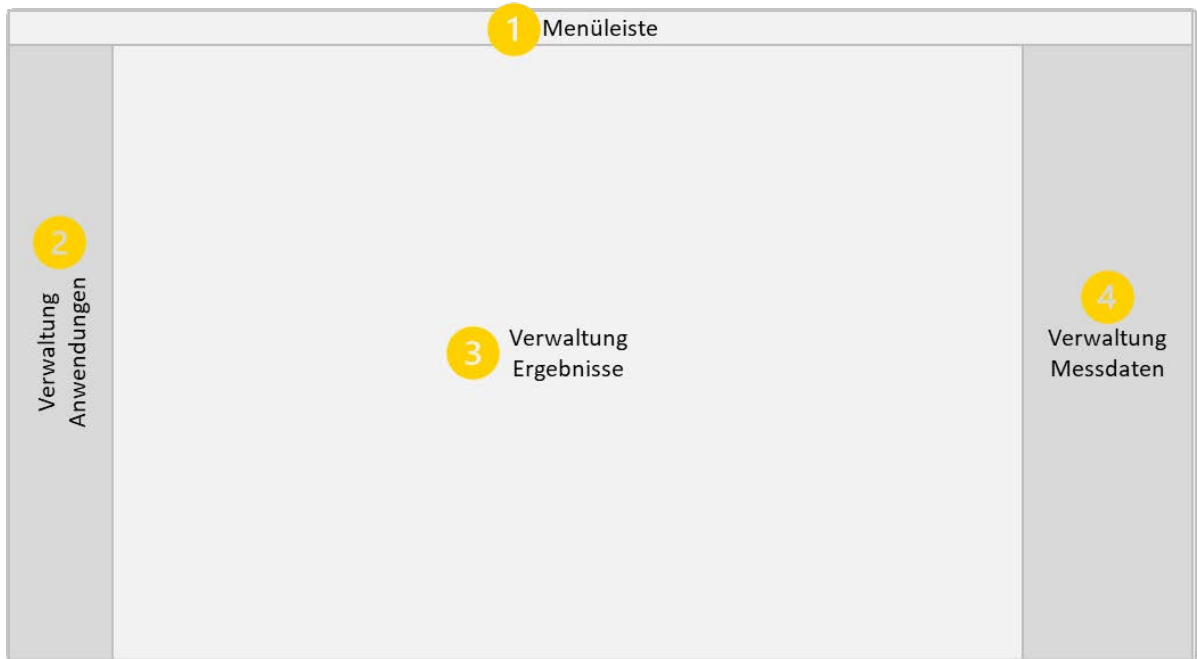 1 Menüleiste
2
Verwaltung
Anwendungen
3
Verwaltung
Ergebnisse
4
Verwaltung
Messdaten